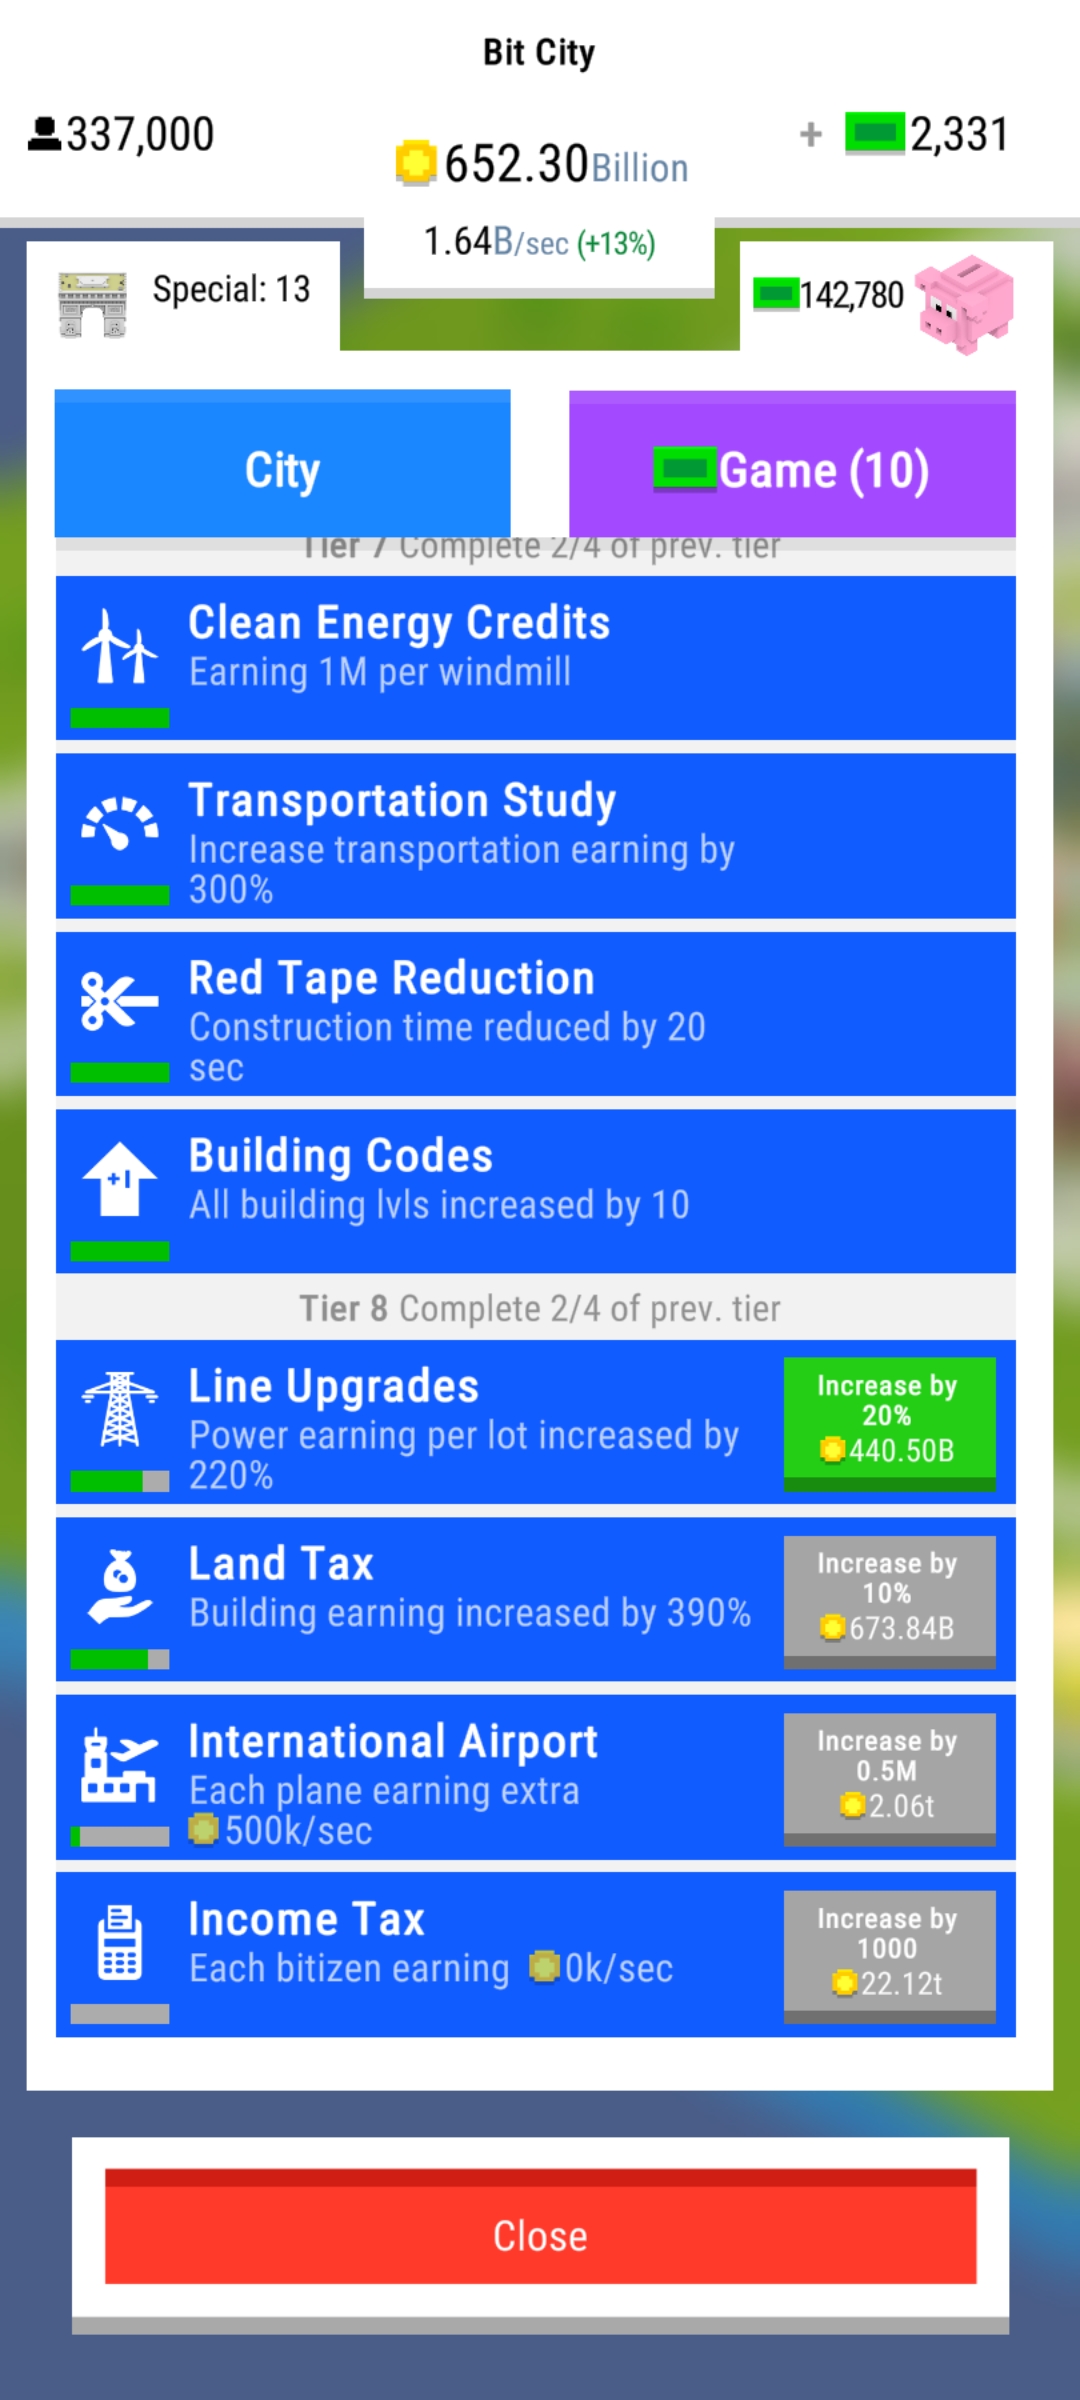 Bit City
337,000
652.30Billion
+ 2,331
1.64B/sec (+13%)
Special: 13
142,780
City
Game (10)
Tier 7 Complete 2/4 of prev. tier
Clean Energy Credits
Earning 1M per windmill
Transportation Study
Increase transportation earning by
300%
Red Tape Reduction
Construction time reduced by 20
sec
+1
Building Codes
All building lvls increased by 10
Tier 8 Complete 2/4 of prev. tier
Line Upgrades
Power earning per lot increased by
220%
Increase by
20%
440.50B
Land Tax
Building earning increased by 390%
Increase by
10%
673.84B
International Airport
Each plane earning extra
500k/sec
Increase by
0.5M
2.06t
Income Tax
Each bitizen earning 0k/sec
Increase by
1000
22.12t
Close